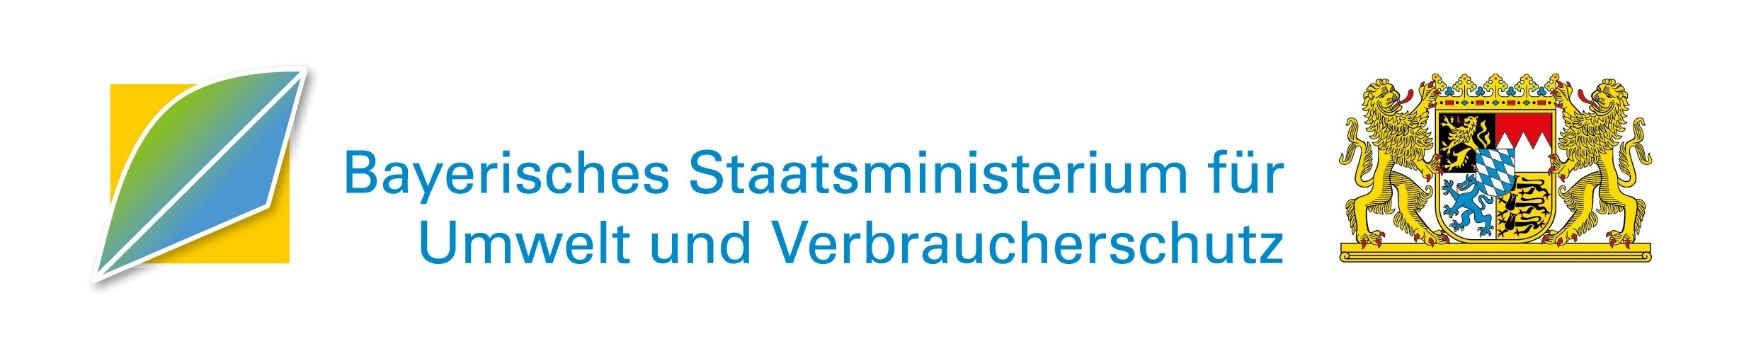 Bayerisches Staatsministerium für
Umwelt und Verbraucherschutz